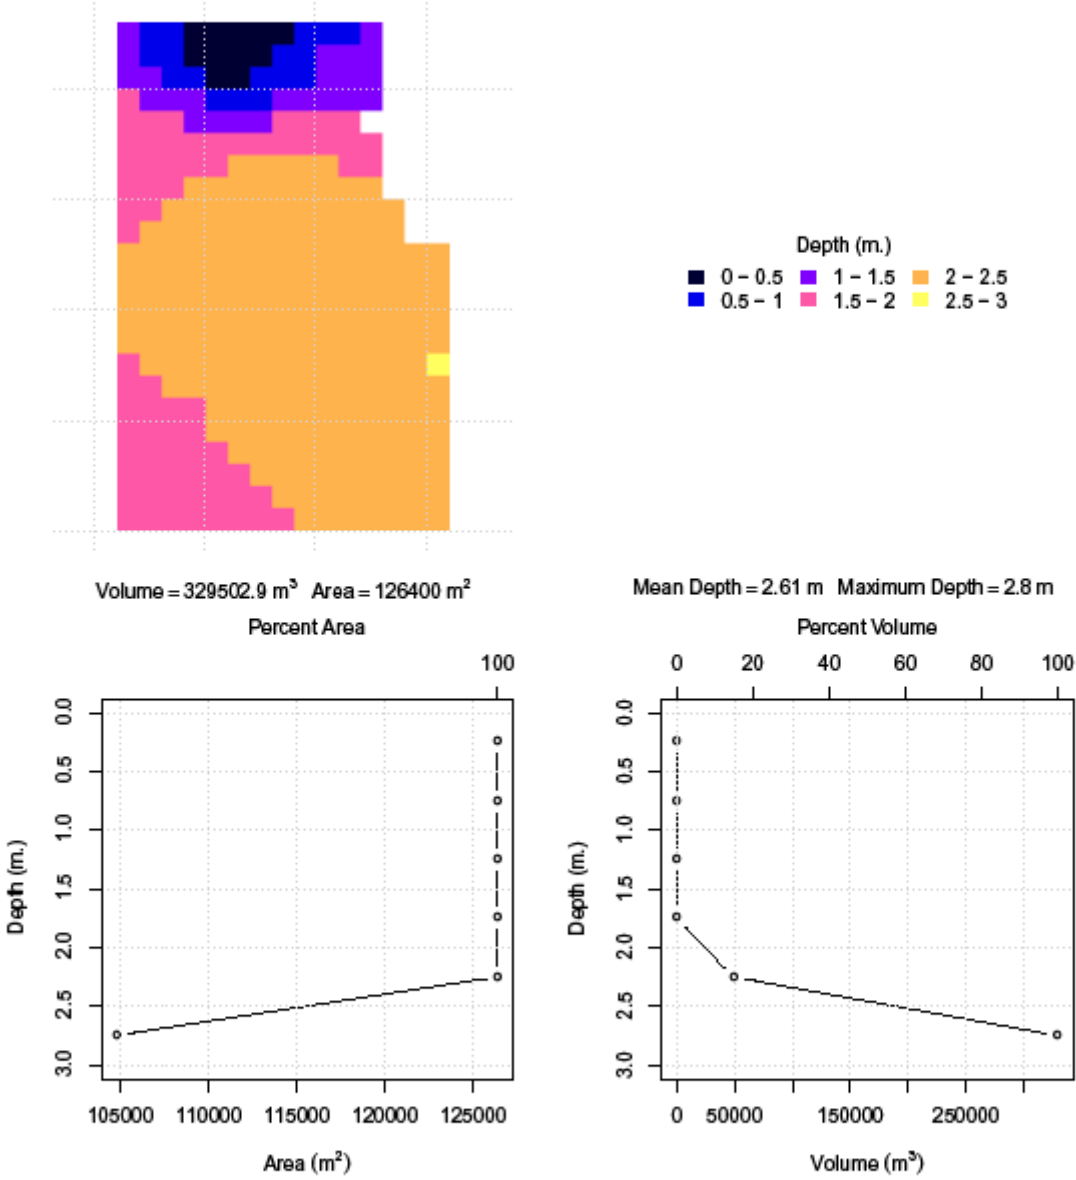 Depth (m.)
0 – 0.5 1 – 1.5 2 – 2.5
0.5 – 1 1.5 – 2 2.5 – 3
Volume = 329502.9 m³ Area = 126400 m²
Mean Depth = 2.61 m Maximum Depth = 2.8 m
Percent Area
100
0.0
0.5
1.0
1.5
2.0
2.5
3.0
Depth (m.)
105000 110000 115000 120000 125000
Area (m²)
Percent Volume
0 20 40 60 80 100
0.0
0.5
1.0
1.5
2.0
2.5
3.0
Depth (m.)
0 50000 150000 250000
Volume (m³)